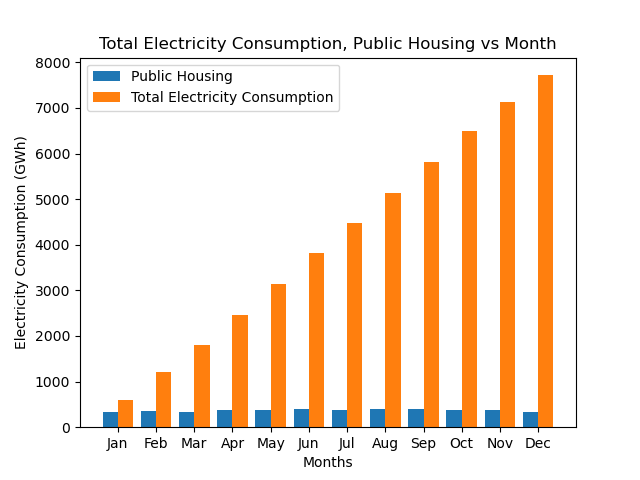 Total Electricity Consumption, Public Housing vs Month
Public Housing
Total Electricity Consumption
Electricity Consumption (GWh)
8000
7000
6000
5000
4000
3000
2000
1000
0
Jan Feb Mar Apr May Jun Jul Aug Sep Oct Nov Dec
Months